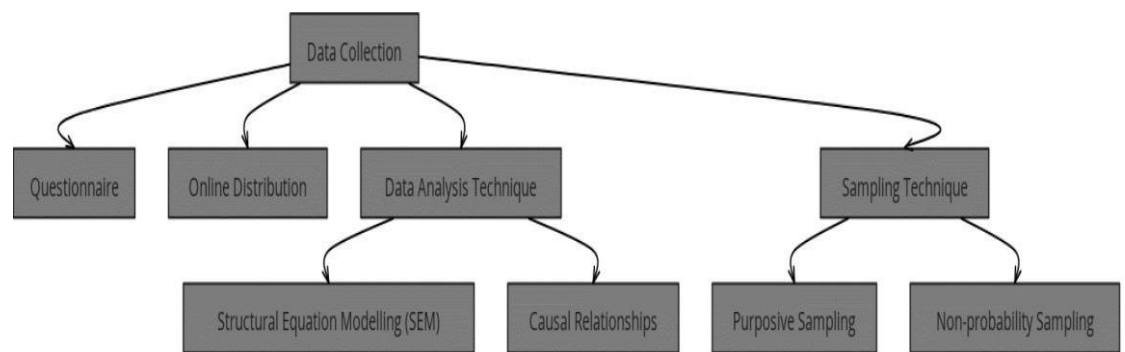 Data Collection
Questionnaire
Online Distribution
Data Analysis Technique
Sampling Technique
Structural Equation Modelling (SEM)
Causal Relationships
Purposive Sampling
Non-probability Sampling